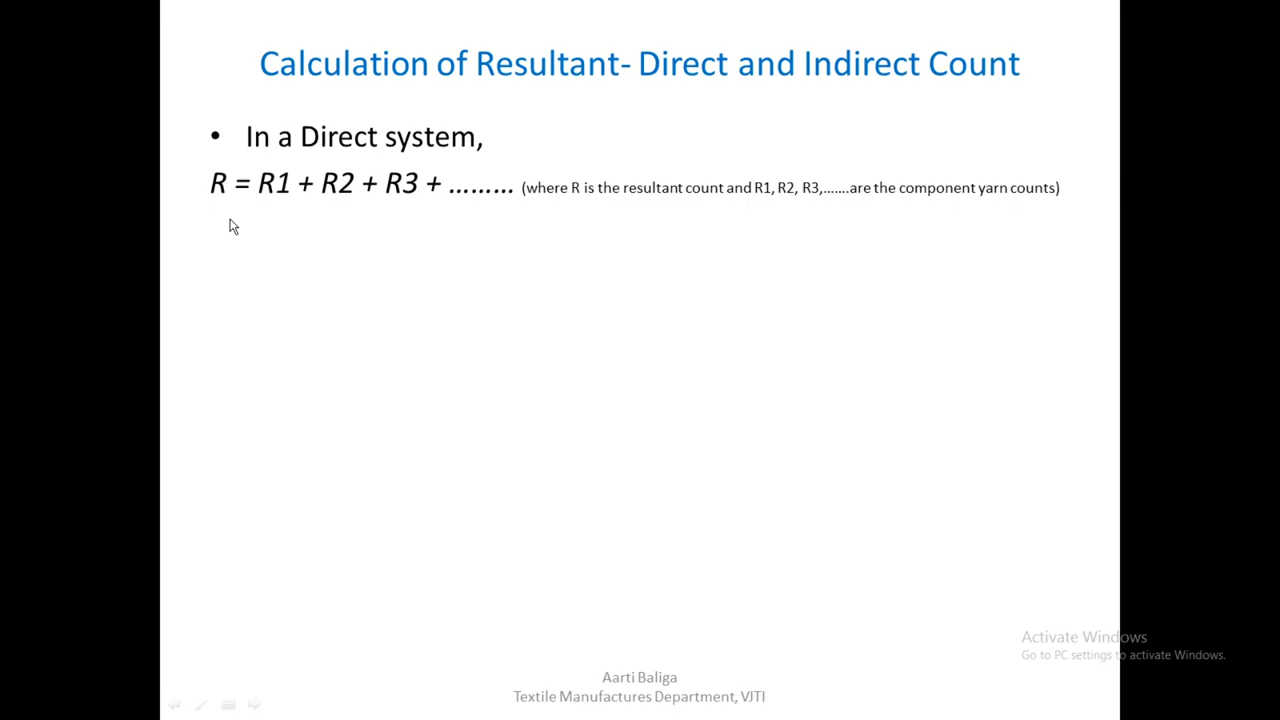 Calculation of Resultant- Direct and Indirect Count
• In a Direct system,
R = R1 + R2 + R3 + ......... (where R is the resultant count and R1, R2, R3,.......are the component yarn counts)
Activate Windows
Go to PC settings to activate Windows.
Aarti Baliga
Textile Manufactures Department, VJTI